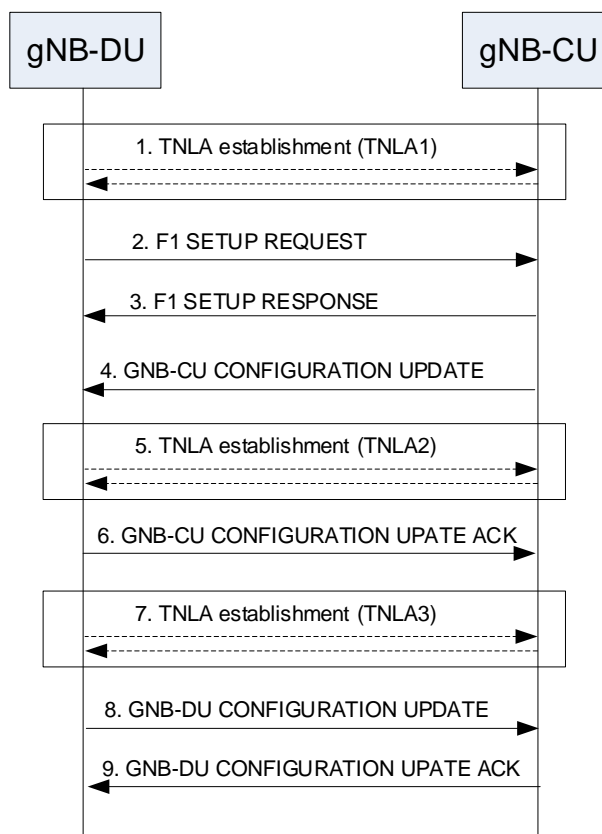 gNB-DU
gNB-CU
1. TNLA establishment (TNLA1)
2. F1 SETUP REQUEST
3. F1 SETUP RESPONSE
4. GNB-CU CONFIGURATION UPDATE
5. TNLA establishment (TNLA2)
6. GNB-CU CONFIGURATION UPATE ACK
7. TNLA establishment (TNLA3)
8. GNB-DU CONFIGURATION UPDATE
9. GNB-DU CONFIGURATION UPATE ACK